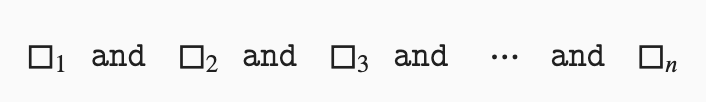 □₁ and □₂ and □₃ and ⋯ and □ₙ